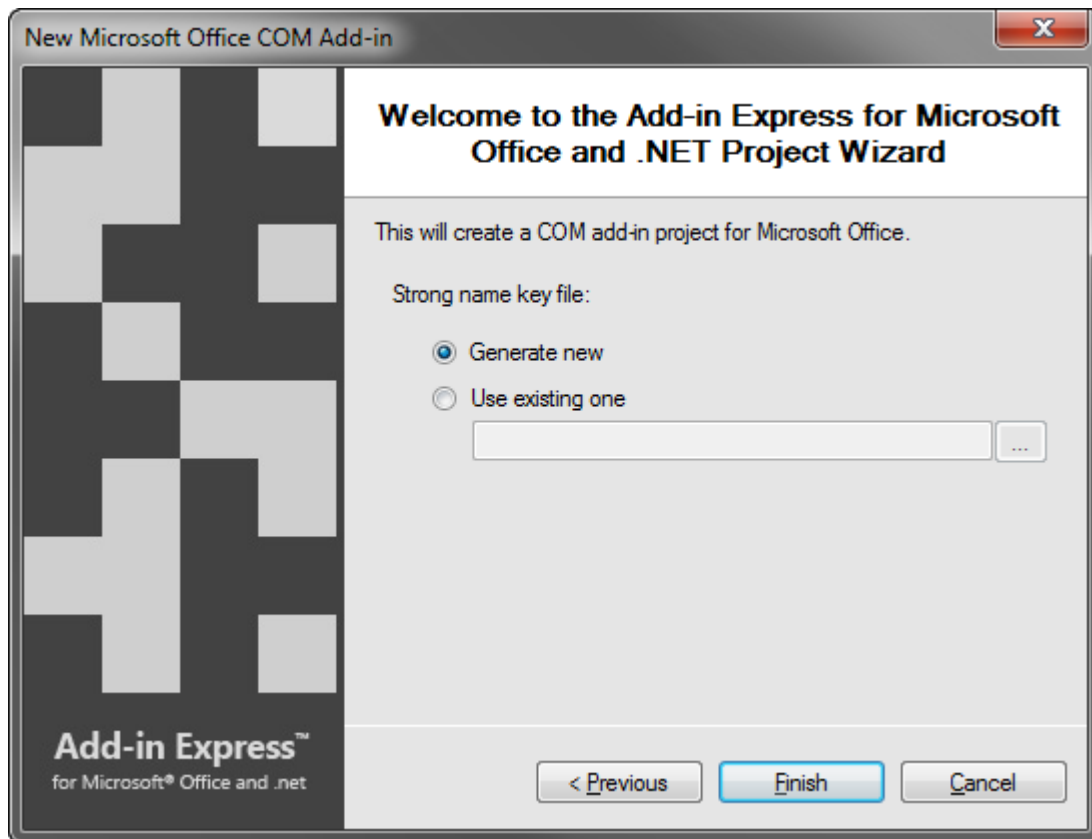 New Microsoft Office COM Add-in
Welcome to the Add-in Express for Microsoft
Office and .NET Project Wizard
This will create a COM add-in project for Microsoft Office.
Strong name key file:
Generate new
Use existing one
...
Add-in Express™
for Microsoft® Office and .net
< Previous
Finish
Cancel